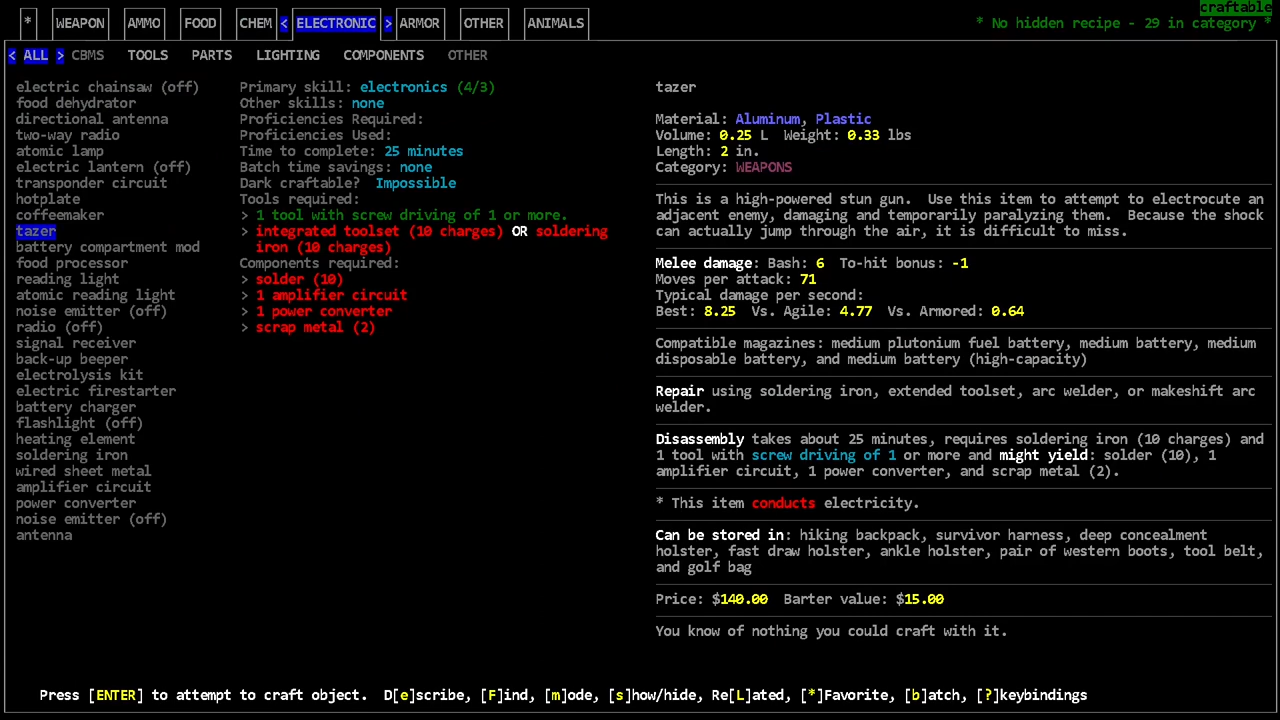 craftable
* WEAPON AMMO FOOD CHEM < ELECTRONIC > ARMOR OTHER ANIMALS * No hidden recipe - 29 in category *
< ALL > CBMS TOOLS PARTS LIGHTING COMPONENTS OTHER
electric chainsaw (off)
food dehydrator
directional antenna
two-way radio
atomic lamp
electric lantern (off)
transponder circuit
hotplate
coffeemaker
tazer
battery compartment mod
food processor
reading light
atomic reading light
noise emitter (off)
radio (off)
signal receiver
back-up beeper
electrolysis kit
electric firestarter
battery charger
flashlight (off)
heating element
soldering iron
wired sheet metal
amplifier circuit
power converter
noise emitter (off)
antenna
Primary skill: electronics (4/3)
Other skills: none
Proficiencies Required:
Proficiencies Used:
Time to complete: 25 minutes
Batch time savings: none
Dark craftable? Impossible
Tools required:
> 1 tool with screw driving of 1 or more.
> integrated toolset (10 charges) OR soldering
iron (10 charges)
Components required:
> solder (10)
> 1 amplifier circuit
> 1 power converter
> scrap metal (2)
tazer
Material: Aluminum, Plastic
Volume: 0.25 L Weight: 0.33 lbs
Length: 2 in.
Category: WEAPONS
This is a high-powered stun gun. Use this item to attempt to electrocute an
adjacent enemy, damaging and temporarily paralyzing them. Because the shock
can actually jump through the air, it is difficult to miss.
Melee damage: Bash: 6 To-hit bonus: -1
Moves per attack: 71
Typical damage per second:
Best: 8.25 Vs. Agile: 4.77 Vs. Armored: 0.64
Compatible magazines: medium plutonium fuel battery, medium battery, medium
disposable battery, and medium battery (high-capacity)
Repair using soldering iron, extended toolset, arc welder, or makeshift arc
welder.
Disassembly takes about 25 minutes, requires soldering iron (10 charges) and
1 tool with screw driving of 1 or more and might yield: solder (10), 1
amplifier circuit, 1 power converter, and scrap metal (2).
* This item conducts electricity.
Can be stored in: hiking backpack, survivor harness, deep concealment
holster, fast draw holster, ankle holster, pair of western boots, tool belt,
and golf bag
Price: $140.00 Barter value: $15.00
You know of nothing you could craft with it.
Press [ENTER] to attempt to craft object. D[e]scribe, [F]ind, [m]ode, [s]how/hide, Re[L]ated, [*]Favorite, [b]atch, [?]keybindings